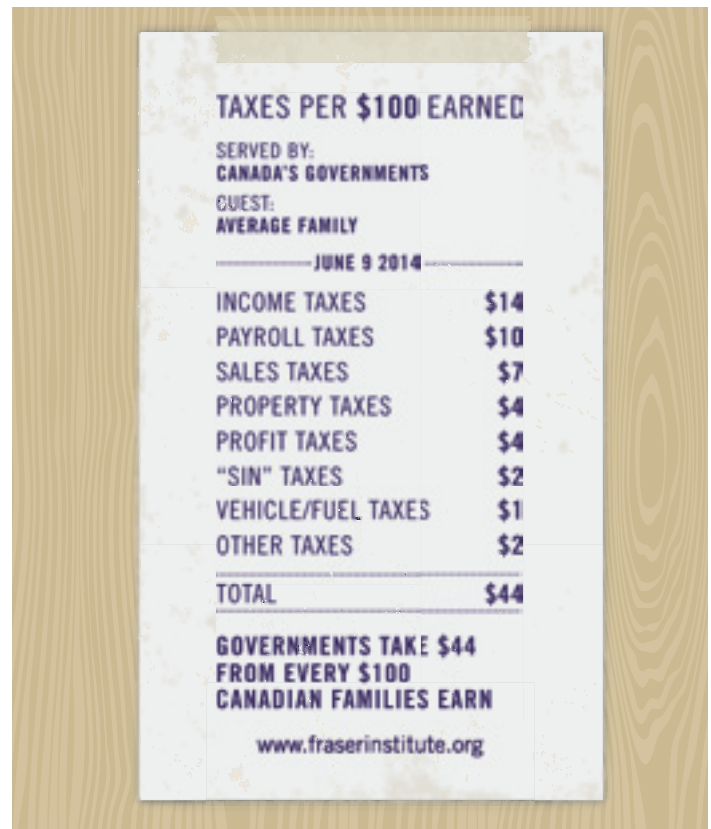 TAXES PER $100 EARNED
SERVED BY:
CANADA'S GOVERNMENTS
GUEST:
AVERAGE FAMILY
JUNE 9 2014
INCOME TAXES $14
PAYROLL TAXES $10
SALES TAXES $7
PROPERTY TAXES $4
PROFIT TAXES $4
“SIN” TAXES $2
VEHICLE/FUEL TAXES $1
OTHER TAXES $2
TOTAL $44
GOVERNMENTS TAKE $44
FROM EVERY $100
CANADIAN FAMILIES EARN
www.fraserinstitute.org